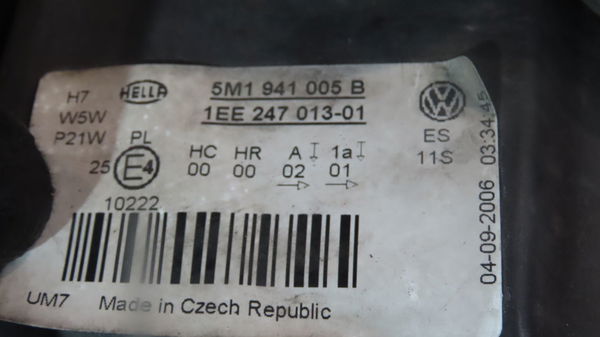 H7 HELLA 5M1 941 005 B
W5W 1EE 247 013-01
P21W PL ES
HC HR A 1a 11S
25 E4 00 00 02 01
10222
UM7 Made in Czech Republic
04-09-2006 03:34:45